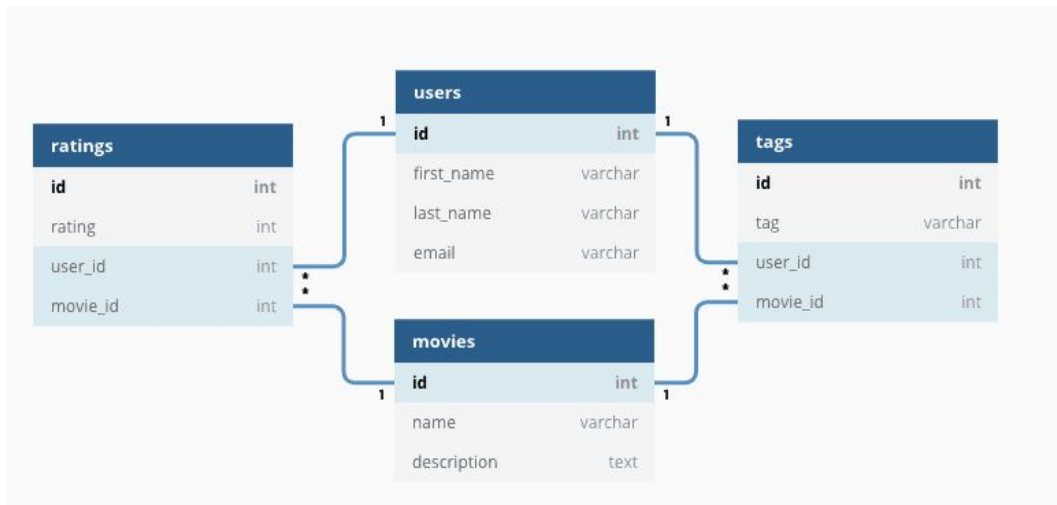 ratings
id int
rating int
user_id int
movie_id int
*
*
users
1 1
id int
first_name varchar
last_name varchar
email varchar
movies
id int
1 1
name varchar
description text
tags
id int
tag varchar
user_id int
movie_id int
*
*